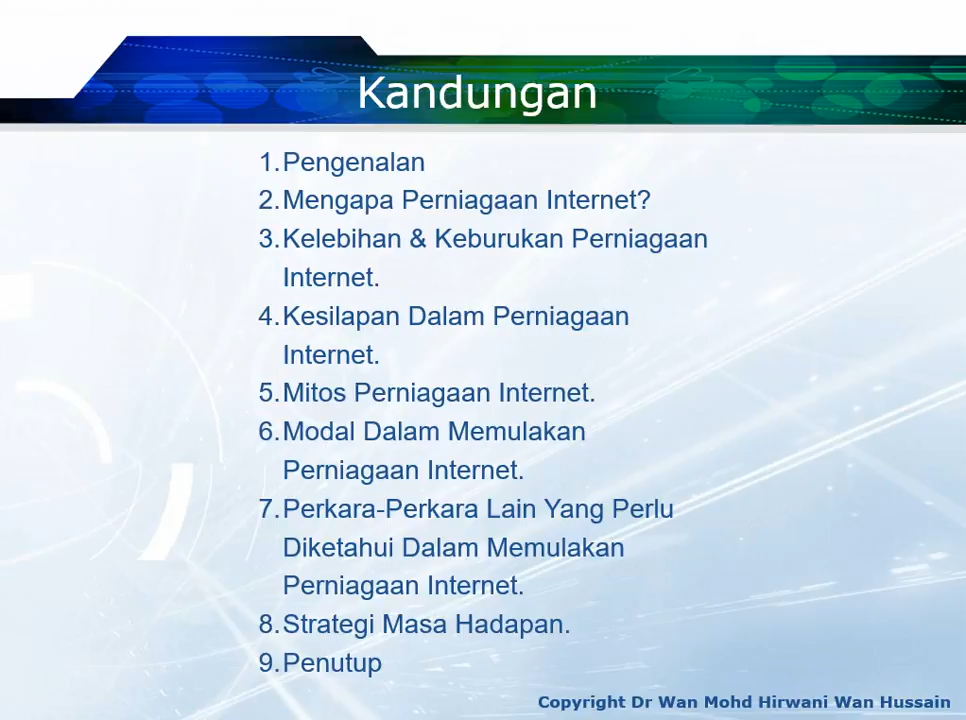 Kandungan
1.Pengenalan
2.Mengapa Perniagaan Internet?
3.Kelebihan & Keburukan Perniagaan
Internet.
4.Kesilapan Dalam Perniagaan
Internet.
5.Mitos Perniagaan Internet.
6.Modal Dalam Memulakan
Perniagaan Internet.
7.Perkara-Perkara Lain Yang Perlu
Diketahui Dalam Memulakan
Perniagaan Internet.
8.Strategi Masa Hadapan.
9.Penutup
Copyright Dr Wan Mohd Hirwani Wan Hussain